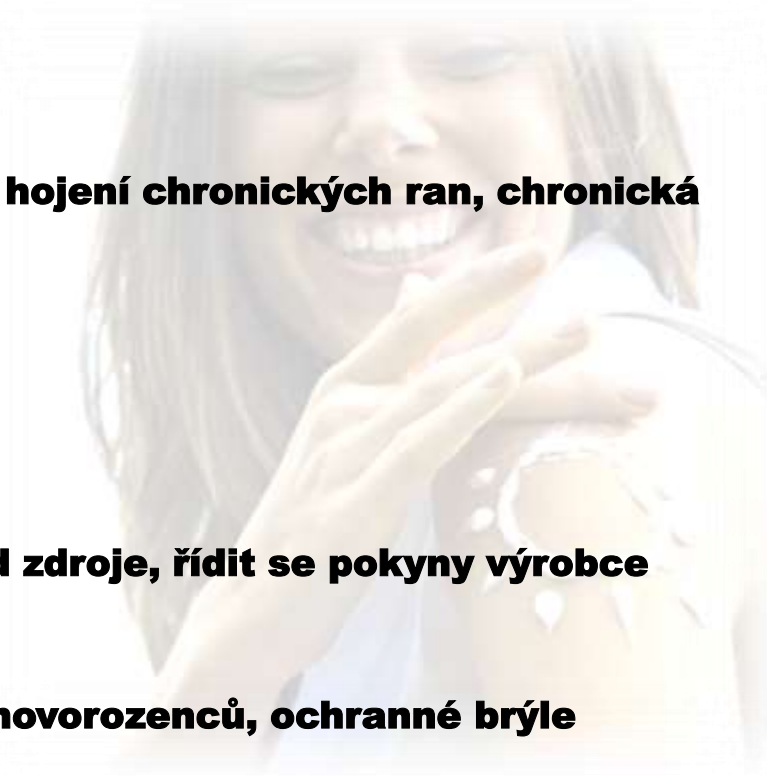 hojení chronických ran, chronická
zdroje, řídit se pokyny výrobce
novorozenců, ochranné brýle